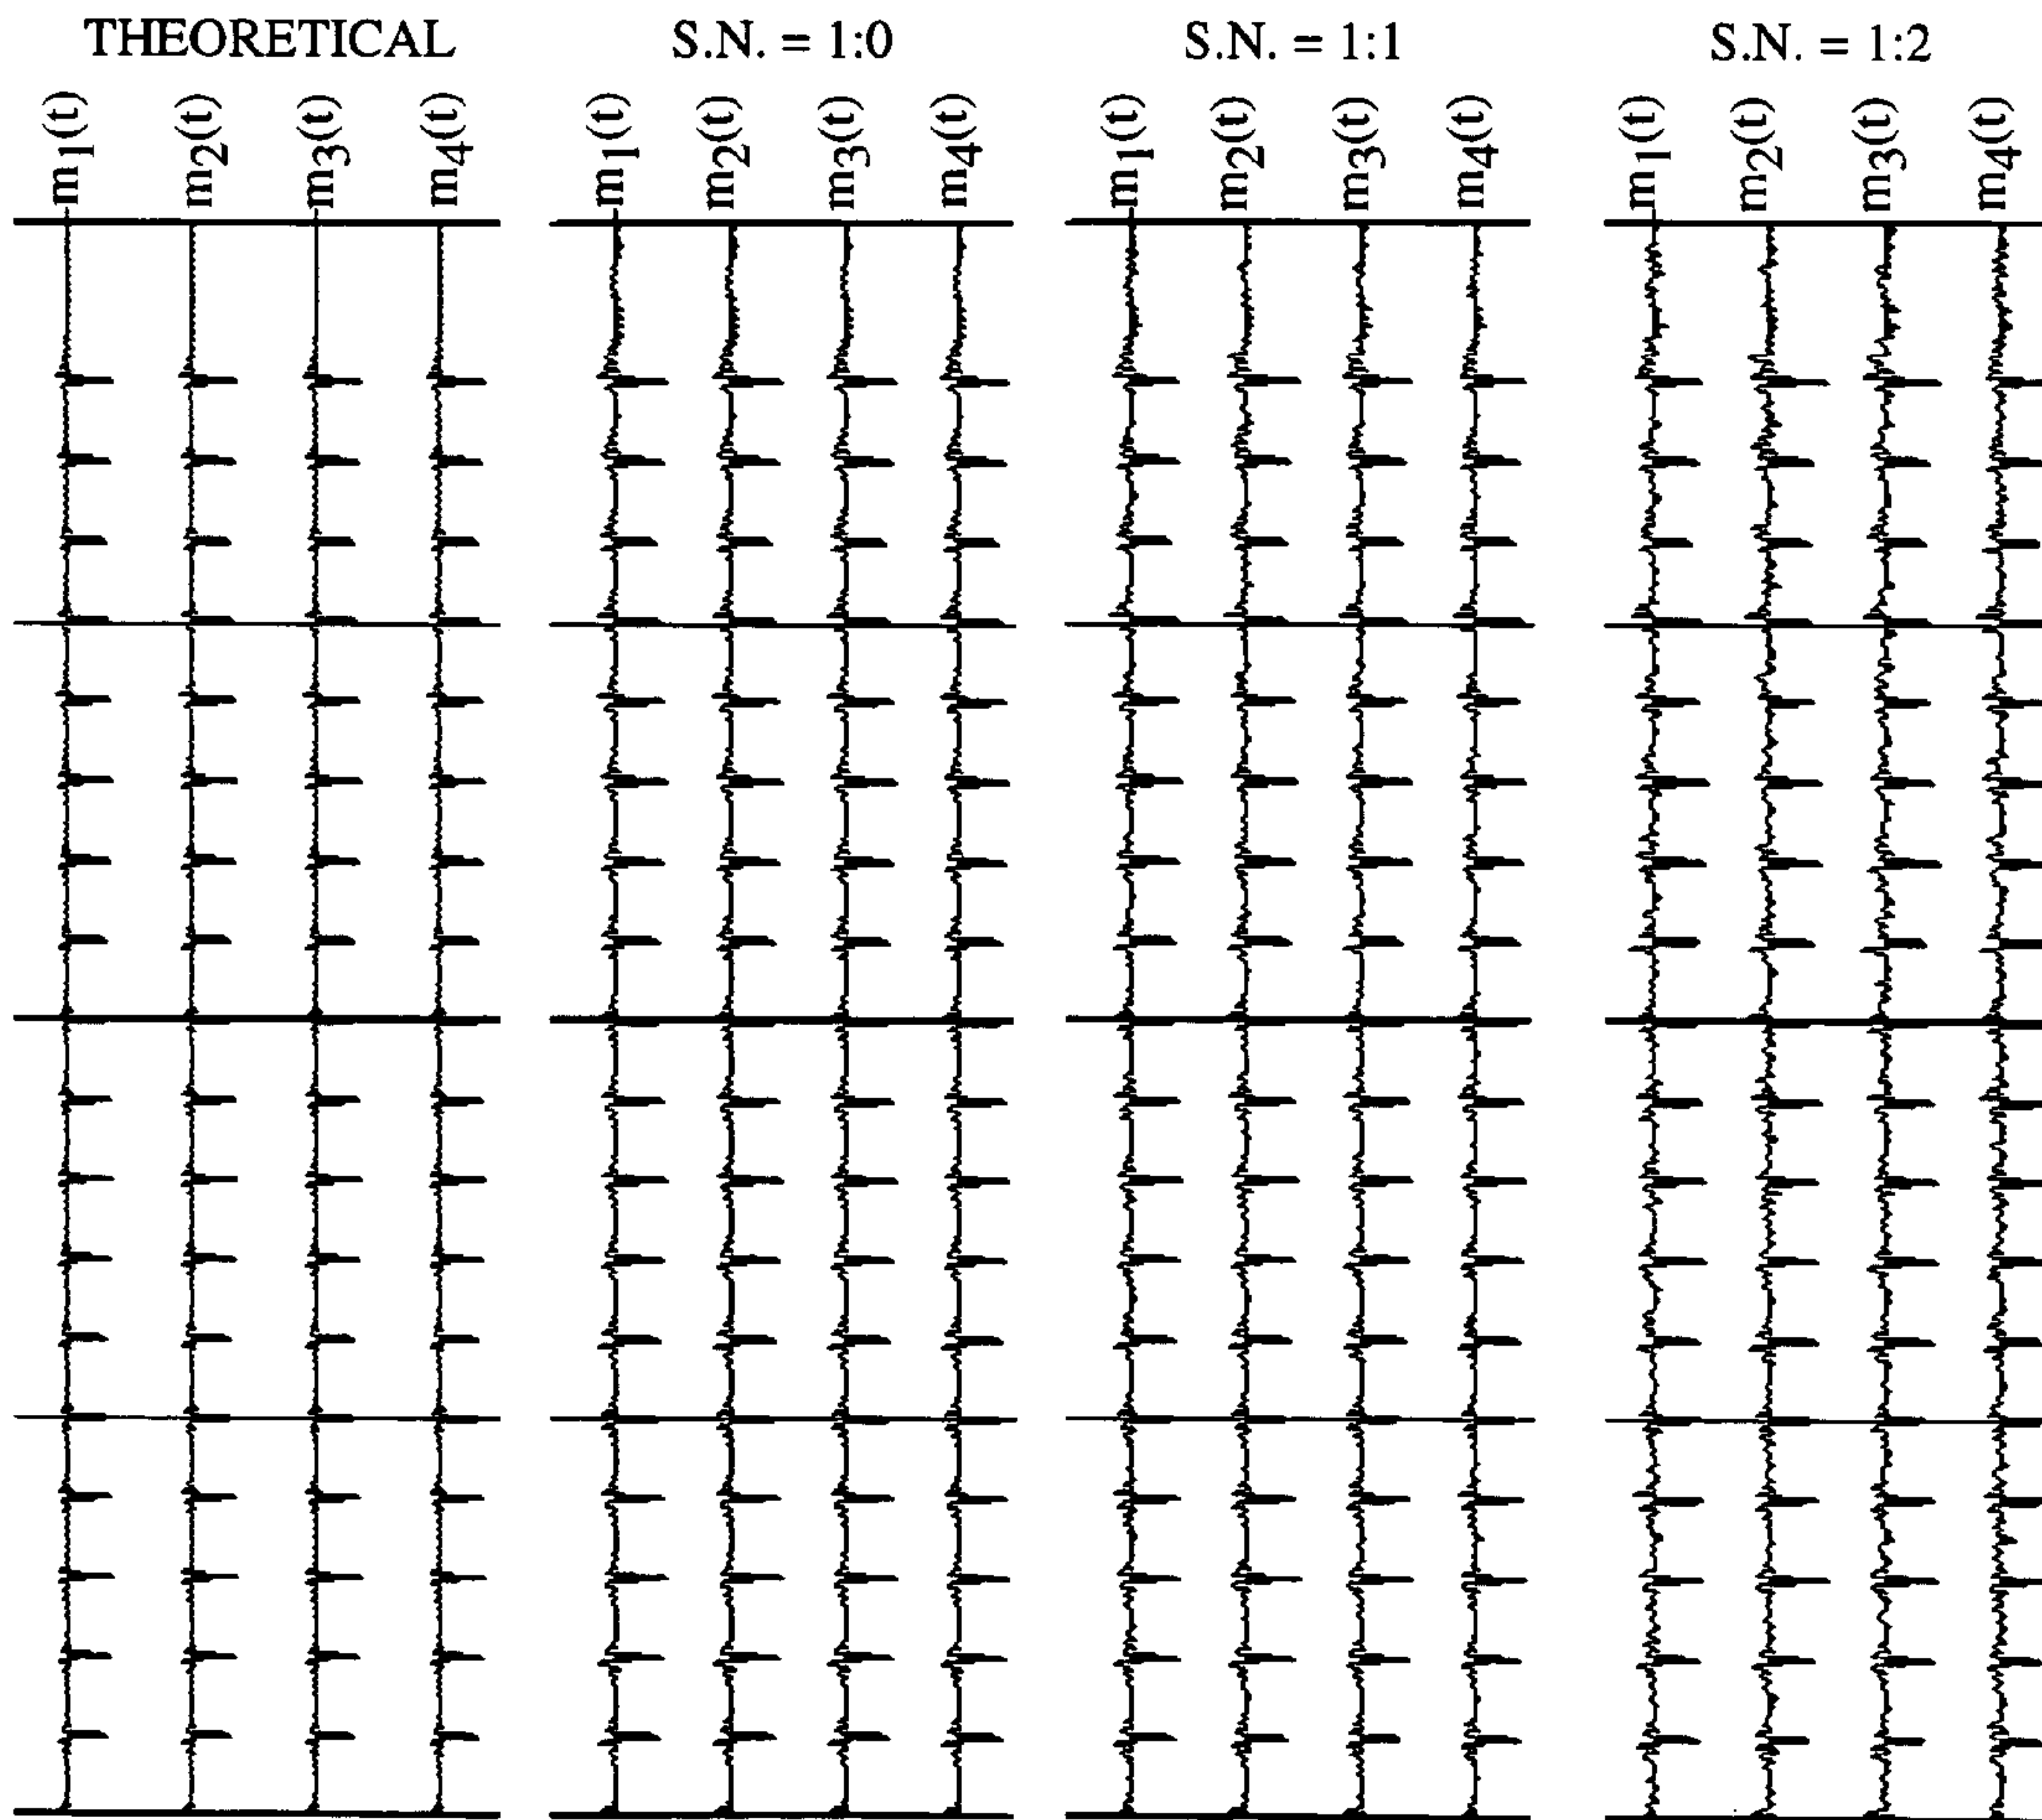 THEORETICAL S.N. = 1:0 S.N. = 1:1 S.N. = 1:2
m1(t) m2(t) m3(t) m4(t) m1(t) m2(t) m3(t) m4(t) m1(t) m2(t) m3(t) m4(t) m1(t) m2(t) m3(t) m4(t)